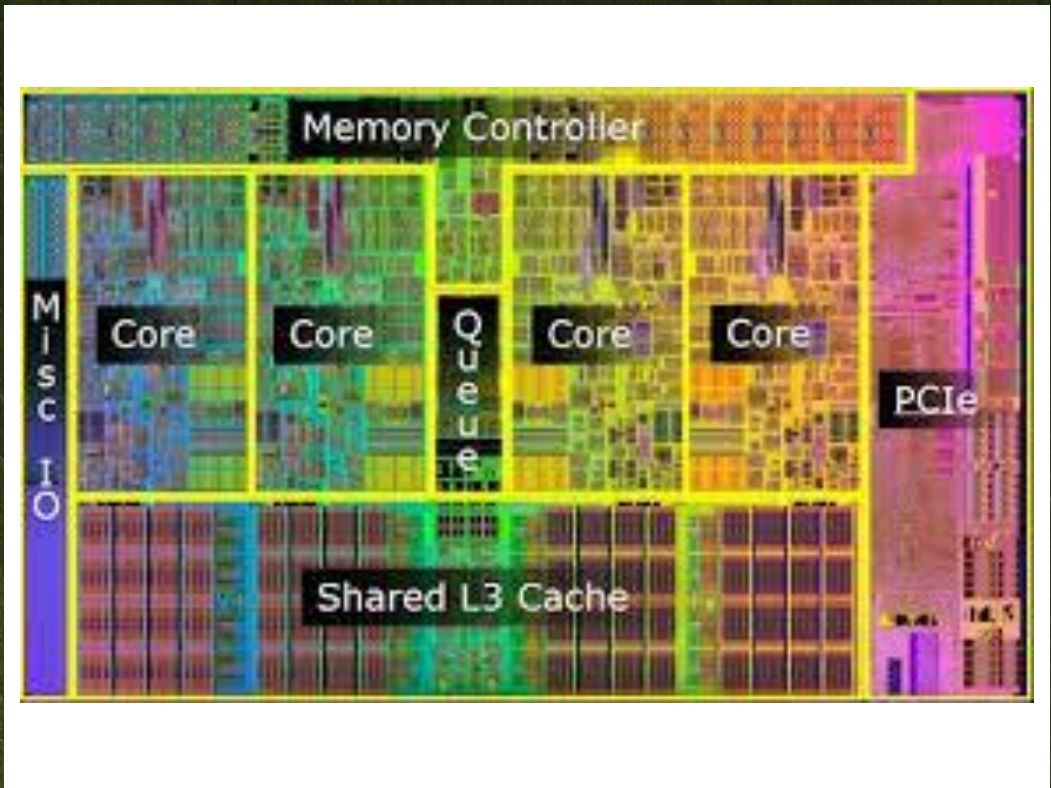 Memory Controller
Misc IO
Core
Core
Queue
Core
Core
PCIe
Shared L3 Cache